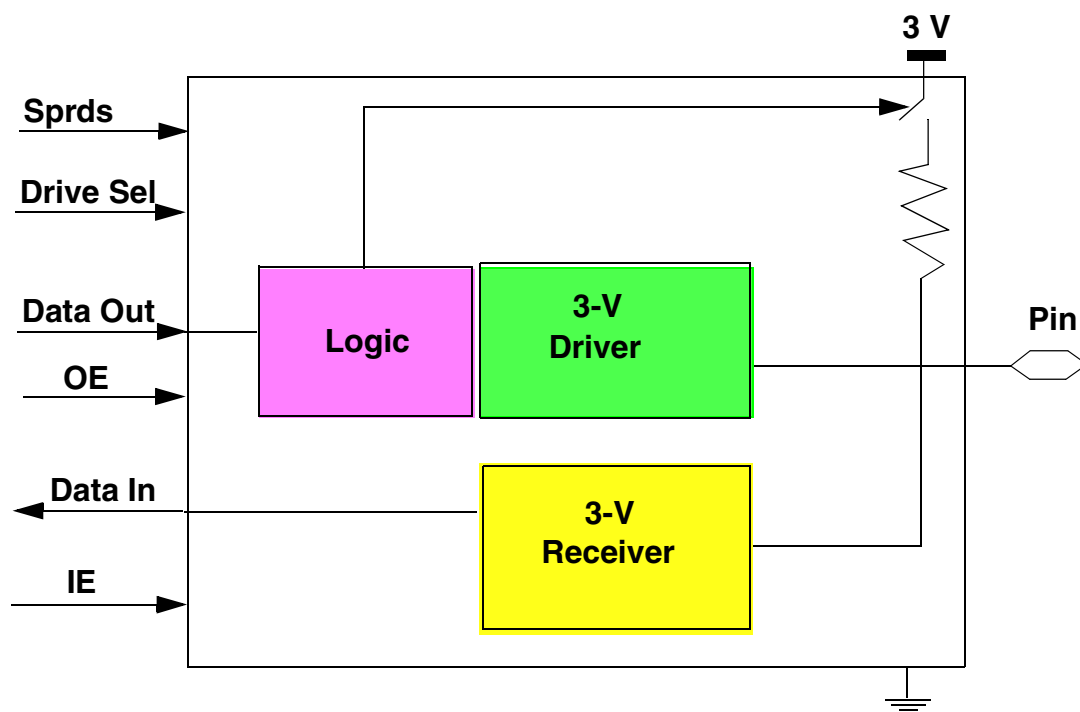 3 V
Sprds
Drive Sel
Data Out
Logic
3-V
Driver
Pin
OE
Data In
3-V
Receiver
IE